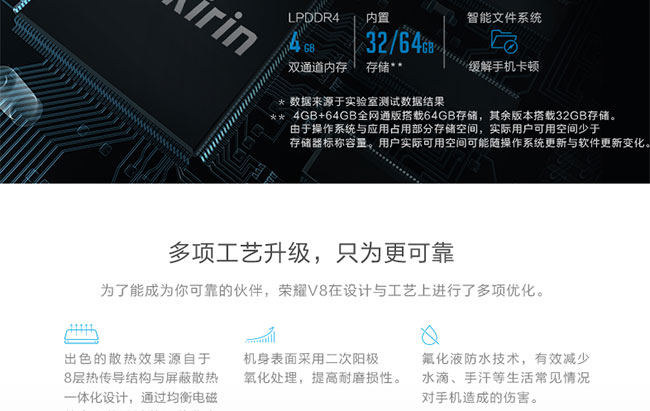 Kirin
LPDDR4
4 GB
双通道内存
内置
32/64GB
存储**
智能文件系统
缓解手机卡顿
* 数据来源于实验室测试数据结果
** 4GB+64GB全网通版搭载64GB存储，其余版本搭载32GB存储。
由于操作系统与应用占用部分存储空间，实际用户可用空间少于
存储器标称容量。用户实际可用空间可能随操作系统更新与软件更新变化。
多项工艺升级，只为更可靠
为了能成为你可靠的伙伴，荣耀V8在设计与工艺上进行了多项优化。
出色的散热效果源自于
8层热传导结构与屏蔽散热
一体化设计，通过均衡电磁
机身表面采用二次阳极
氧化处理，提高耐磨损性。
氟化液防水技术，有效减少
水滴、手汗等生活常见情况
对手机造成的伤害。